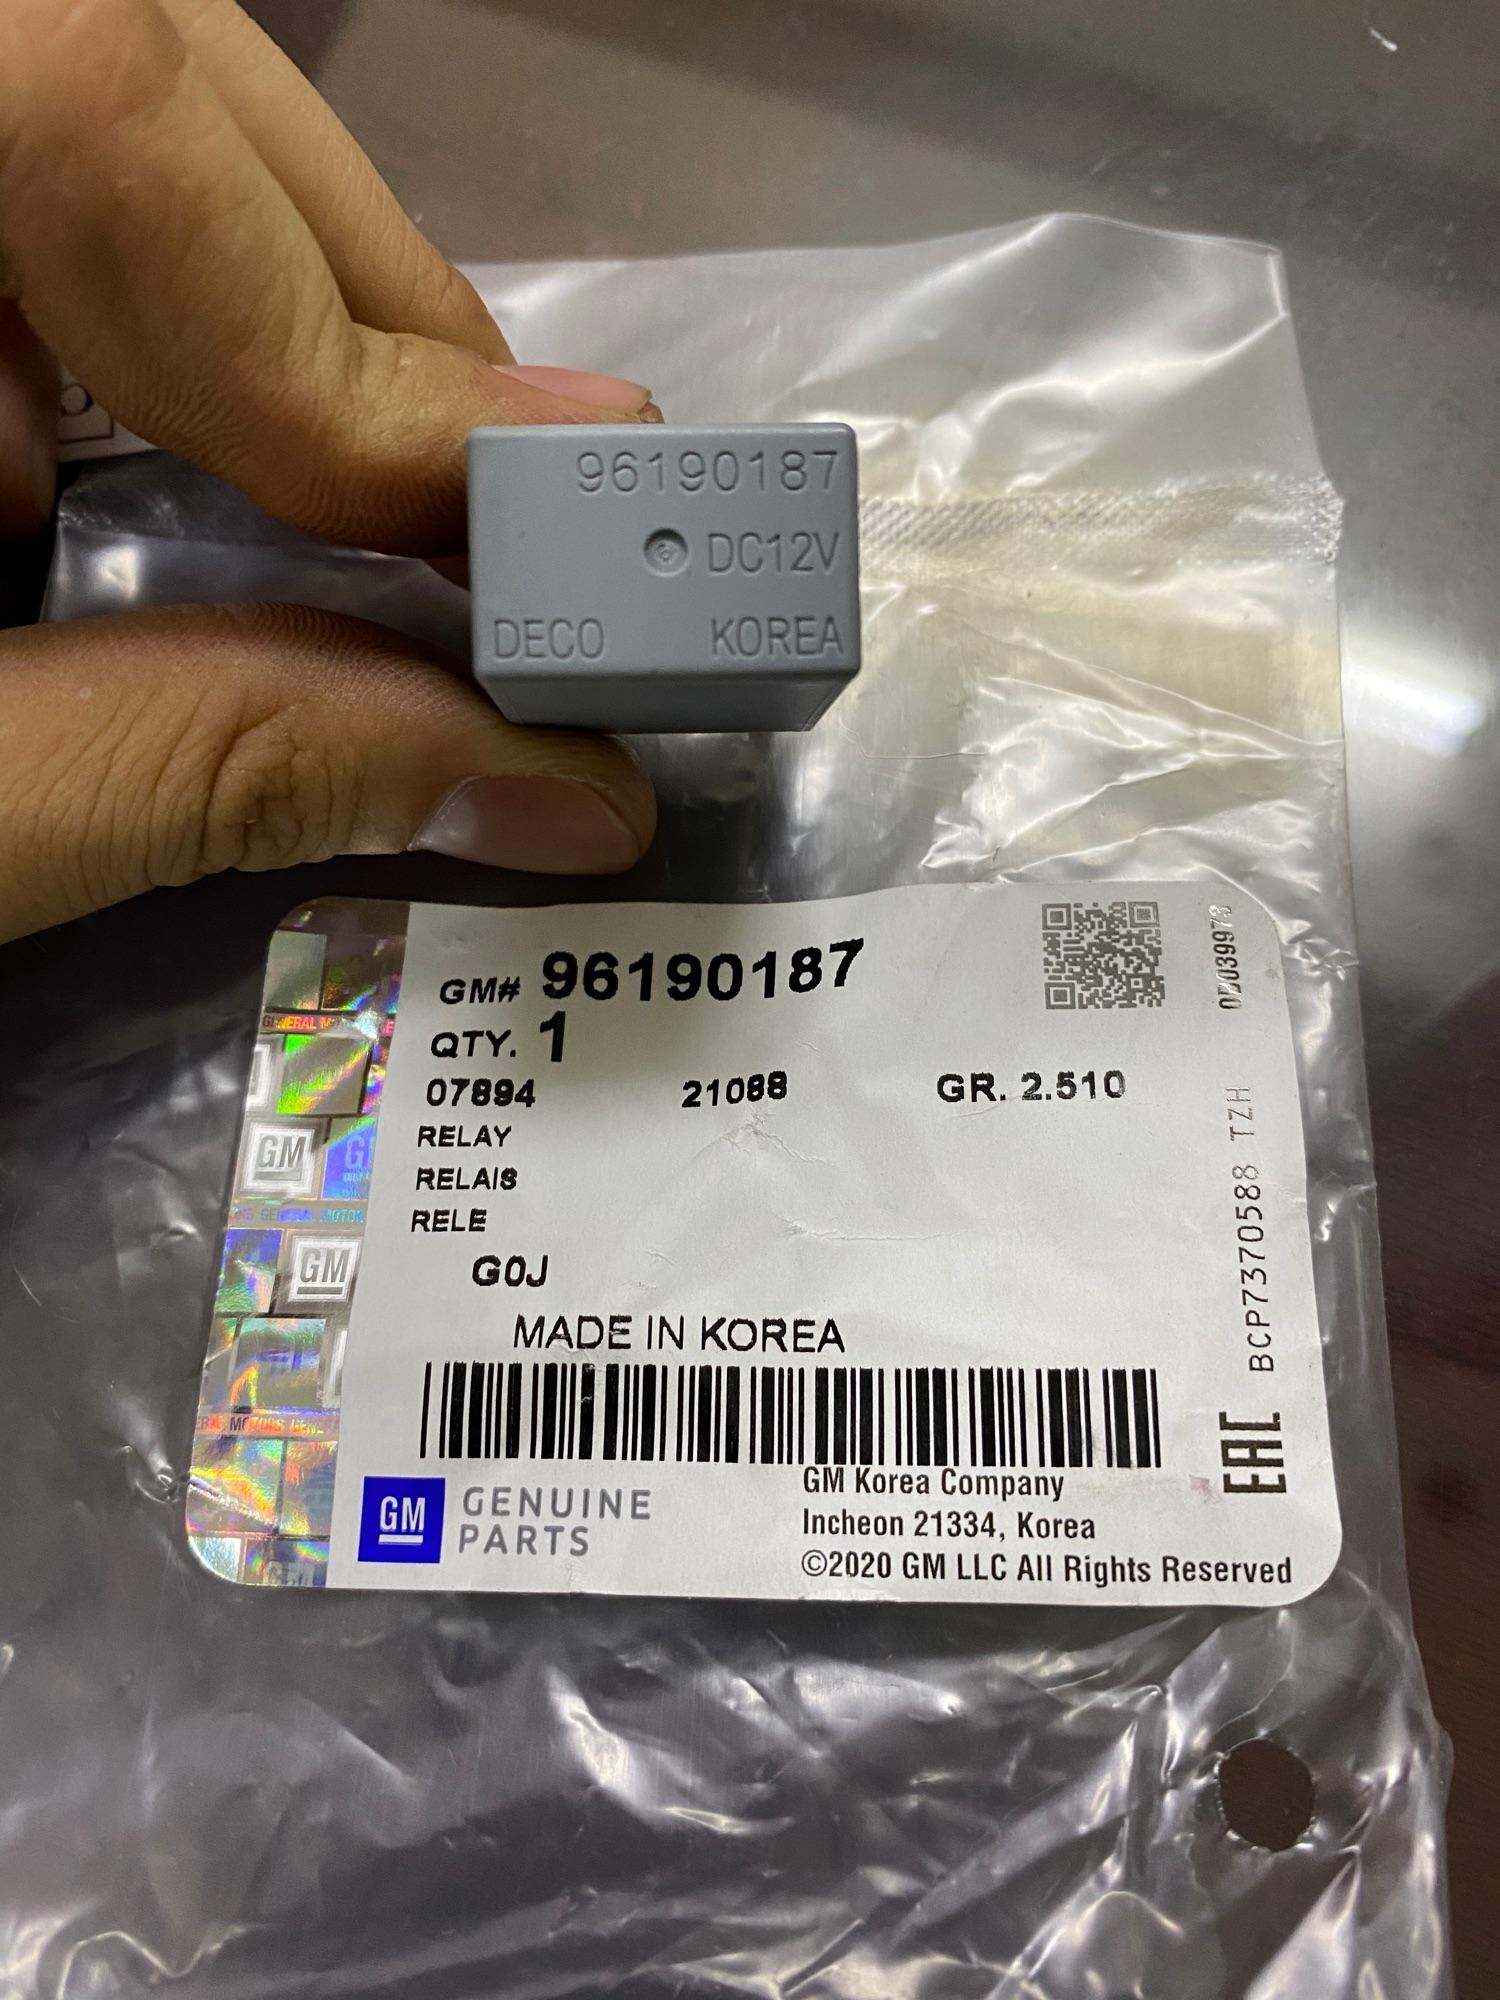 96190187
DC12V
DECO KOREA
GM# 96190187
QTY. 1
07894 21088 GR. 2.510
RELAY
RELAIS
RELE
G0J
MADE IN KOREA
GM GENUINE
PARTS
GM Korea Company
Incheon 21334, Korea
©2020 GM LLC All Rights Reserved
BCP7370588 TZH
EAC
GM
GM